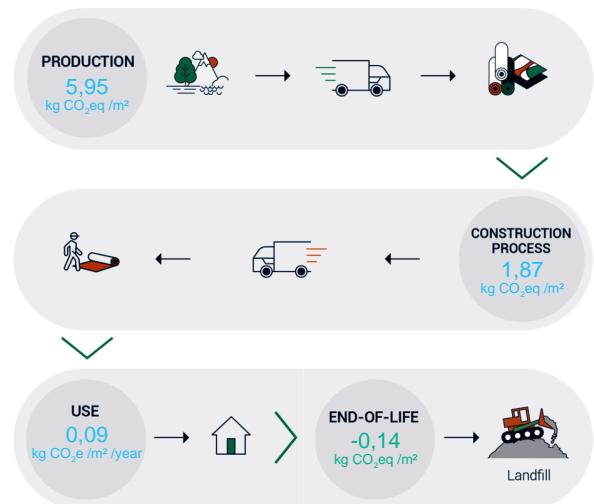 PRODUCTION
5,95
kg CO₂eq /m²
CONSTRUCTION
PROCESS
1,87
kg CO₂eq /m²
USE
0,09
kg CO₂e /m² /year
END-OF-LIFE
-0,14
kg CO₂eq /m²
Landfill